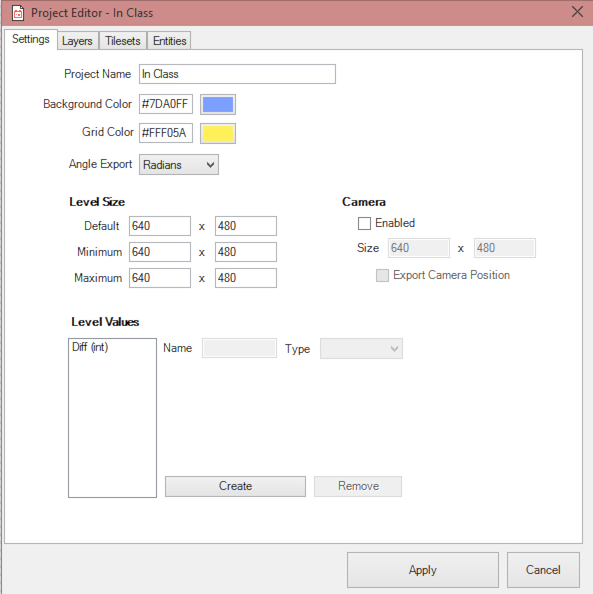 Project Editor - In Class
Settings Layers Tilesets Entities
Project Name In Class
Background Color #7DA0FF
Grid Color #FFF05A
Angle Export Radians
Level Size Camera
Default 640 x 480 Enabled
Minimum 640 x 480 Size 640 x 480
Maximum 640 x 480 Export Camera Position
Level Values
Diff (int) Name Type
Create Remove
Apply Cancel